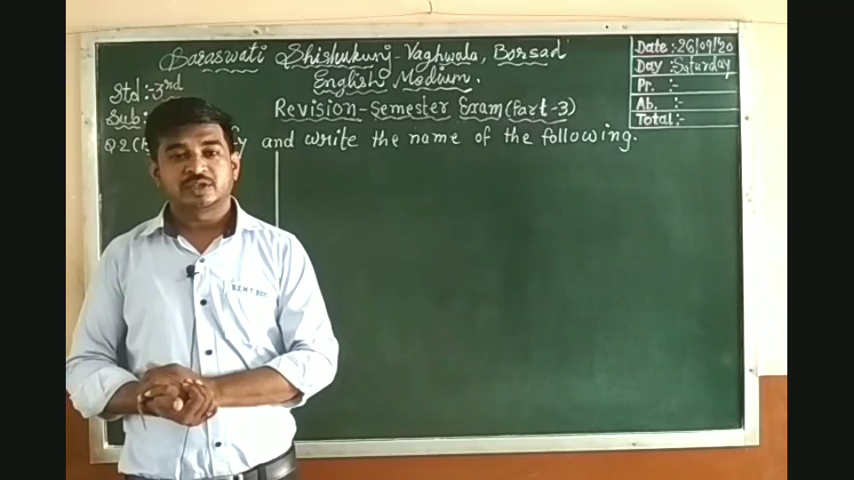 Saraswati Shishukunj - Vaghwala, Borsad
English Medium.
Date :- 26/09/'20
Day :- Saturday
Pr. :-
Ab. :-
Total :-
Std :- 3rd
Sub :
Revision - Semester Exam (Part - 3)
Q 2 and write the name of the following.